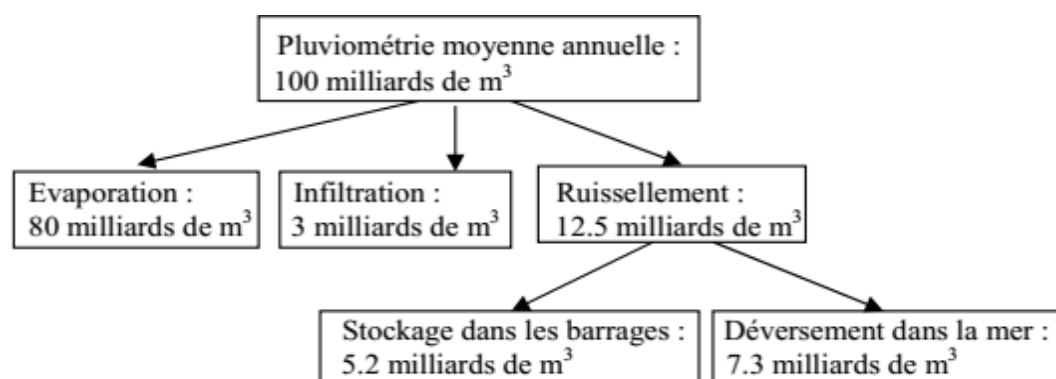 Pluviométrie moyenne annuelle :
100 milliards de m³
Evaporation :
80 milliards de m³
Infiltration :
3 milliards de m³
Ruissellement :
12.5 milliards de m³
Stockage dans les barrages :
5.2 milliards de m³
Déversement dans la mer :
7.3 milliards de m³